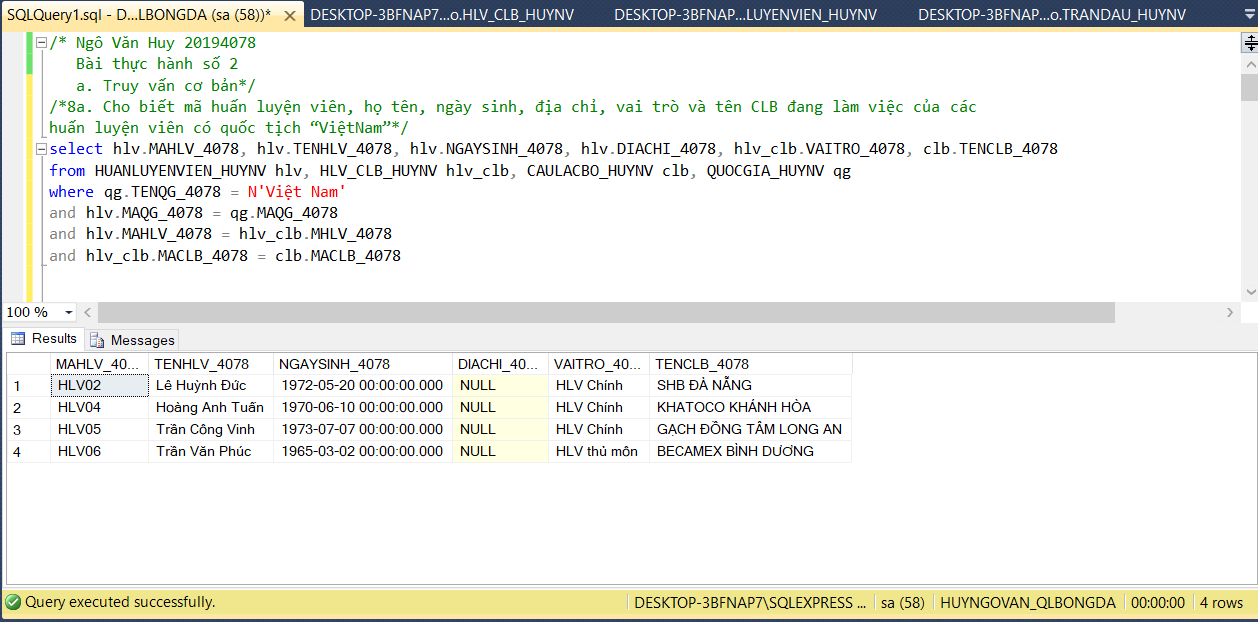 SQLQuery1.sql - D...LBONGDA (sa (58))* DESKTOP-3BFNAP7...o.HLV_CLB_HUYNV DESKTOP-3BFNAP...LUYENVIEN_HUYNV DESKTOP-3BFNAP...o.TRANDAU_HUYNV
/* Ngô Văn Huy 20194078
Bài thực hành số 2
a. Truy vấn cơ bản*/
/*8a. Cho biết mã huấn luyện viên, họ tên, ngày sinh, địa chỉ, vai trò và tên CLB đang làm việc của các
huấn luyện viên có quốc tịch “ViệtNam”*/
select hlv.MAHLV_4078, hlv.TENHLV_4078, hlv.NGAYSINH_4078, hlv.DIACHI_4078, hlv_clb.VAITRO_4078, clb.TENCLB_4078
from HUANLUYENVIEN_HUYNV hlv, HLV_CLB_HUYNV hlv_clb, CAULACBO_HUYNV clb, QUOCGIA_HUYNV qg
where qg.TENQG_4078 = N'Việt Nam'
and hlv.MAQG_4078 = qg.MAQG_4078
and hlv.MAHLV_4078 = hlv_clb.MHLV_4078
and hlv_clb.MACLB_4078 = clb.MACLB_4078
100 %
Results Messages
MAHLV_40... TENHLV_4078 NGAYSINH_4078 DIACHI_40... VAITRO_40... TENCLB_4078
1 HLV02 Lê Huỳnh Đức 1972-05-20 00:00:00.000 NULL HLV Chính SHB ĐÀ NẴNG
2 HLV04 Hoàng Anh Tuấn 1970-06-10 00:00:00.000 NULL HLV Chính KHATOCO KHÁNH HÒA
3 HLV05 Trần Công Vinh 1973-07-07 00:00:00.000 NULL HLV Chính GẠCH ĐỒNG TÂM LONG AN
4 HLV06 Trần Văn Phúc 1965-03-02 00:00:00.000 NULL HLV thủ môn BECAMEX BÌNH DƯƠNG
Query executed successfully. DESKTOP-3BFNAP7\SQLEXPRESS ... sa (58) HUYNGOVAN_QLBONGDA 00:00:00 4 rows